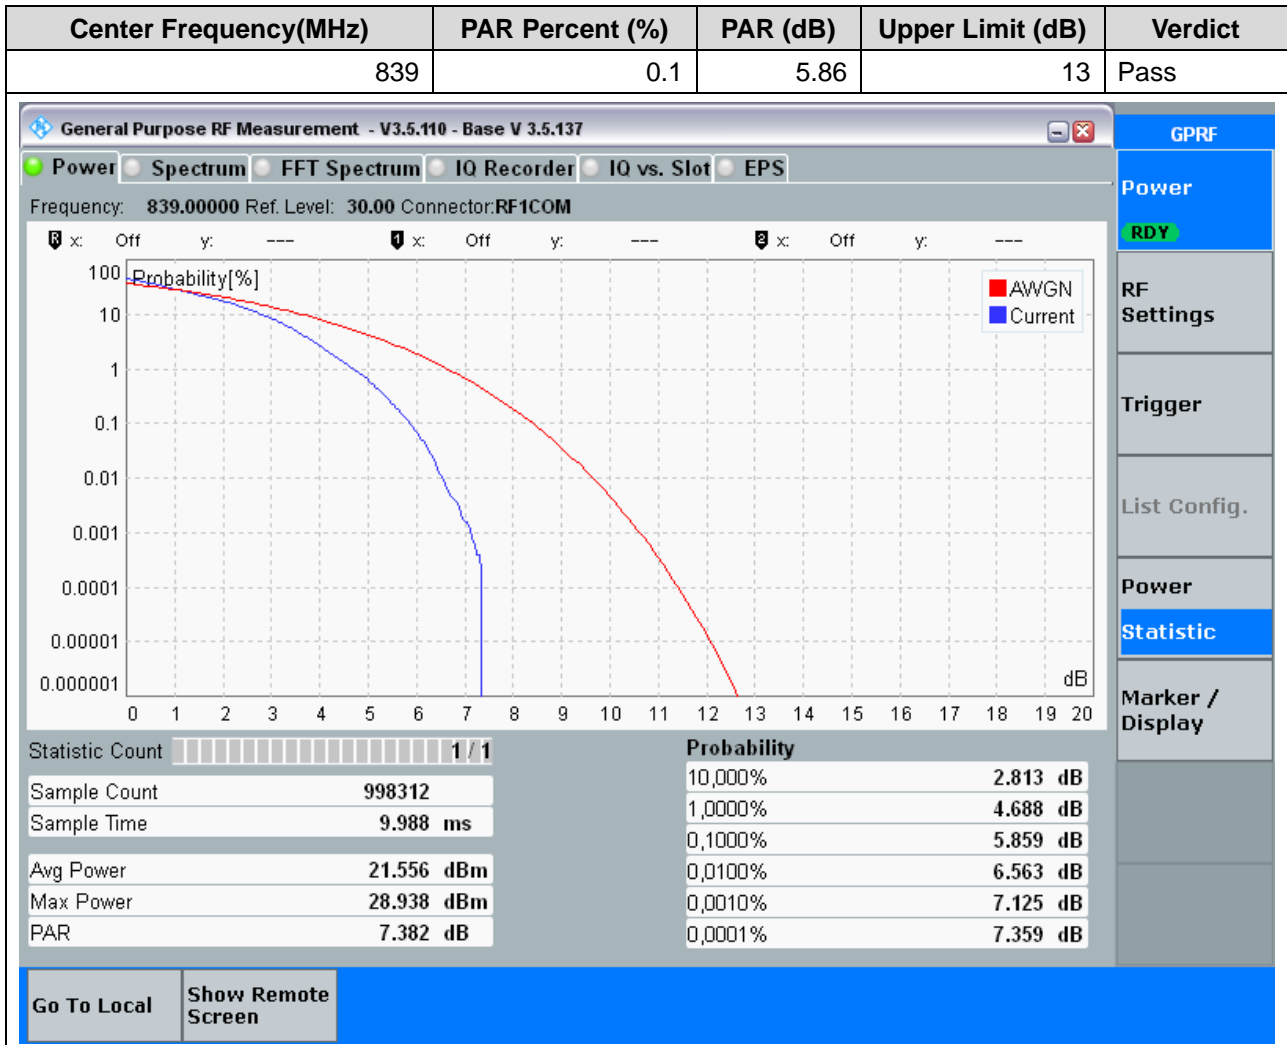 Center Frequency(MHz) PAR Percent (%) PAR (dB) Upper Limit (dB) Verdict
839 0.1 5.86 13 Pass
General Purpose RF Measurement - V3.5.110 - Base V 3.5.137
GPRF
Power Spectrum FFT Spectrum IQ Recorder IQ vs. Slot EPS
Frequency: 839.00000 Ref. Level: 30.00 Connector:RF1COM
R x: Off y: --- 1 x: Off y: --- 2 x: Off y: ---
Probability[%]
100
10
1
0.1
0.01
0.001
0.0001
0.00001
0.000001
AWGN
Current
dB
0 1 2 3 4 5 6 7 8 9 10 11 12 13 14 15 16 17 18 19 20
Statistic Count 1 / 1
Sample Count 998312
Sample Time 9.988 ms
Avg Power 21.556 dBm
Max Power 28.938 dBm
PAR 7.382 dB
Probability
10,000% 2.813 dB
1,0000% 4.688 dB
0,1000% 5.859 dB
0,0100% 6.563 dB
0,0010% 7.125 dB
0,0001% 7.359 dB
Power
RDY
RF
Settings
Trigger
List Config.
Power
Statistic
Marker /
Display
Go To Local
Show Remote
Screen